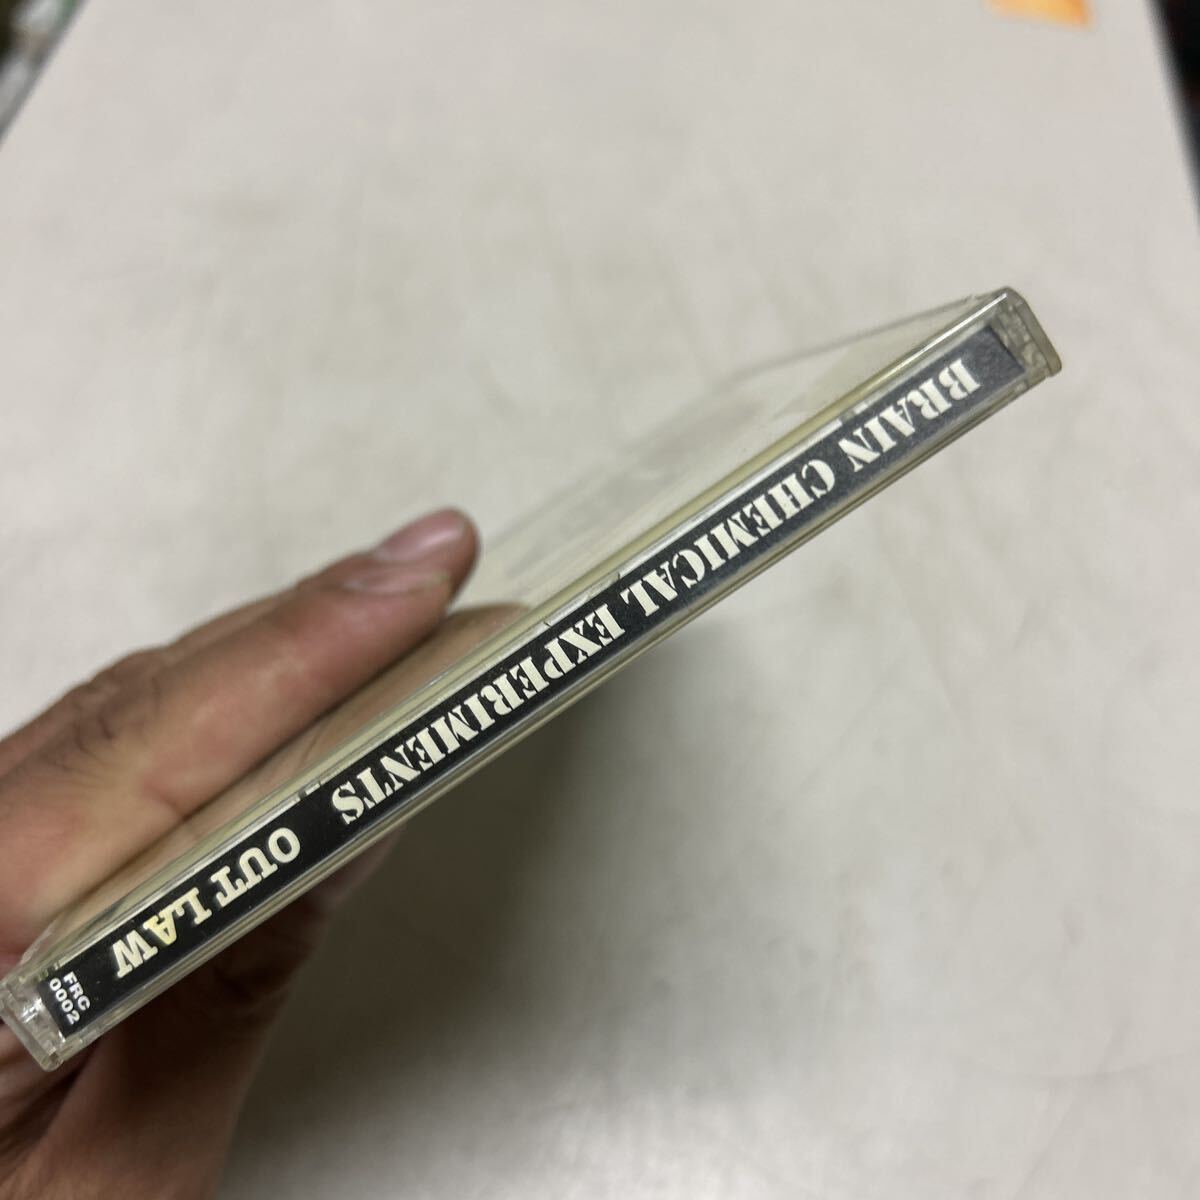 BRAIN CHEMICAL EXPERIMENTS OUT LAW
FRC
0002